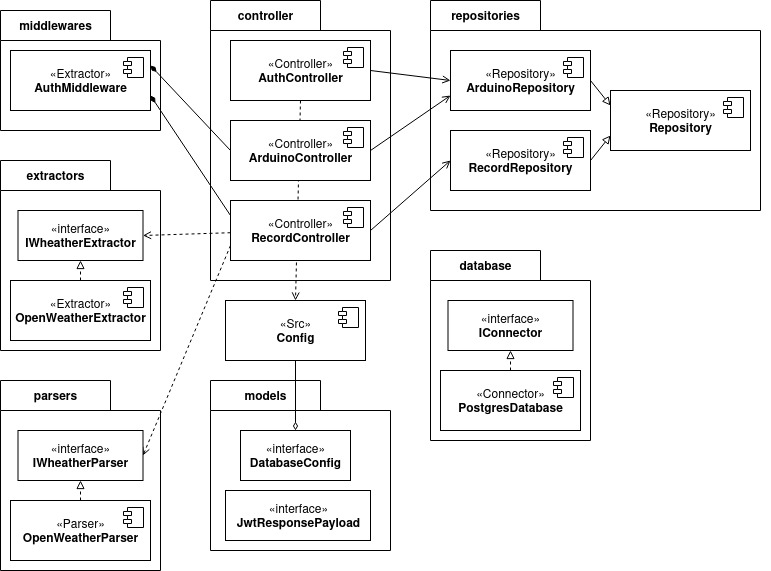 middlewares
«Extractor»
AuthMiddleware
controller
«Controller»
AuthController
«Controller»
ArduinoController
«Controller»
RecordController
repositories
«Repository»
ArduinoRepository
«Repository»
RecordRepository
«Repository»
Repository
extractors
«interface»
IWheatherExtractor
«Extractor»
OpenWeatherExtractor
«Src»
Config
database
«interface»
IConnector
«Connector»
PostgresDatabase
parsers
«interface»
IWheatherParser
«Parser»
OpenWeatherParser
models
«interface»
DatabaseConfig
«interface»
JwtResponsePayload